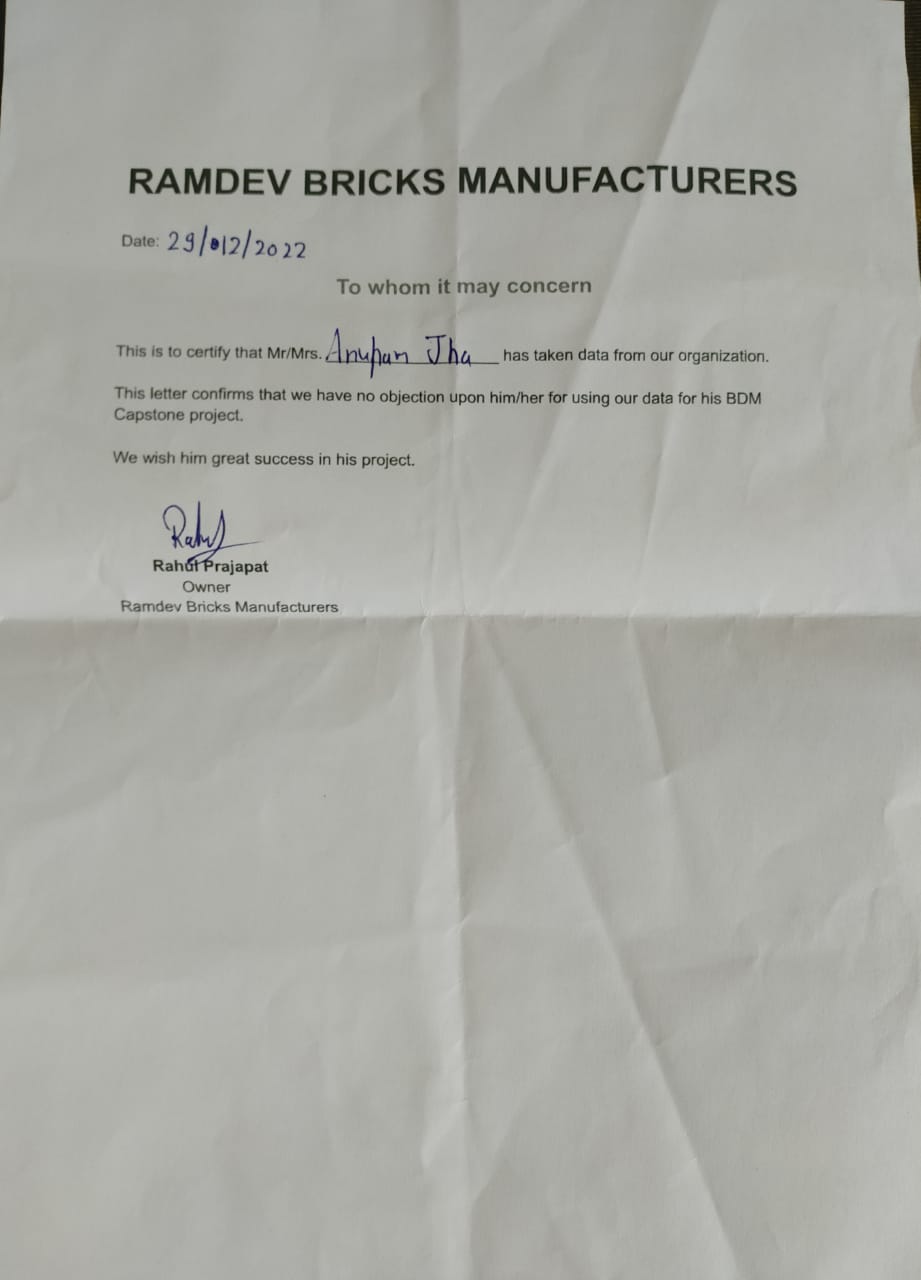 RAMDEV BRICKS MANUFACTURERS
Date: 29/12/2022
To whom it may concern
This is to certify that Mr/Mrs. Anupam Jha has taken data from our organization.
This letter confirms that we have no objection upon him/her for using our data for his BDM
Capstone project.
We wish him great success in his project.
Rahul
Rahul Prajapat
Owner
Ramdev Bricks Manufacturers